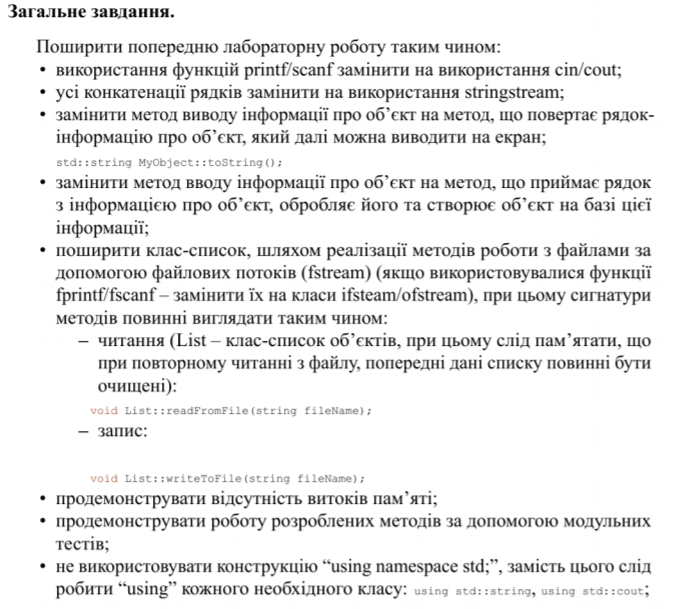 Загальне завдання.
Поширити попередню лабораторну роботу таким чином:
• використання функцій printf/scanf замінити на використання cin/cout;
• усі конкатенації рядків замінити на використання stringstream;
• замінити метод виводу інформації про об’єкт на метод, що повертає рядок-
інформацію про об’єкт, який далі можна виводити на екран;
std::string MyObject::toString();
• замінити метод вводу інформації про об’єкт на метод, що приймає рядок
з інформацією про об’єкт, обробляє його та створює об’єкт на базі цієї
інформації;
• поширити клас-список, шляхом реалізації методів роботи з файлами за
допомогою файлових потоків (fstream) (якщо використовувалися функції
fprintf/fscanf – замінити їх на класи ifsteam/ofstream), при цьому сигнатури
методів повинні виглядати таким чином:
– читання (List – клас-список об’єктів, при цьому слід пам’ятати, що
при повторному читанні з файлу, попередні дані списку повинні бути
очищені):
void List::readFromFile(string fileName);
– запис:
void List::writeToFile(string fileName);
• продемонструвати відсутність витоків пам’яті;
• продемонструвати роботу розроблених методів за допомогою модульних
тестів;
• не використовувати конструкцію “using namespace std;”, замість цього слід
робити “using” кожного необхідного класу: using std::string, using std::cout;